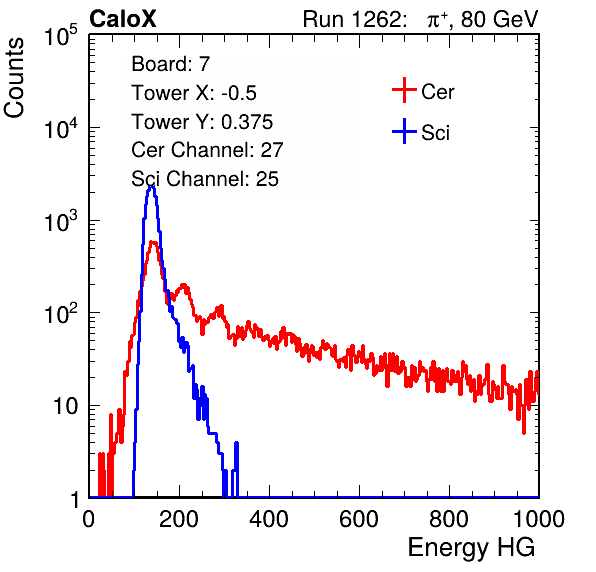 CaloX Run 1262: π⁺, 80 GeV
Counts
10⁵
10⁴
10³
10²
10
1
Board: 7
Tower X: -0.5
Tower Y: 0.375
Cer Channel: 27
Sci Channel: 25
Cer
Sci
0 200 400 600 800 1000
Energy HG